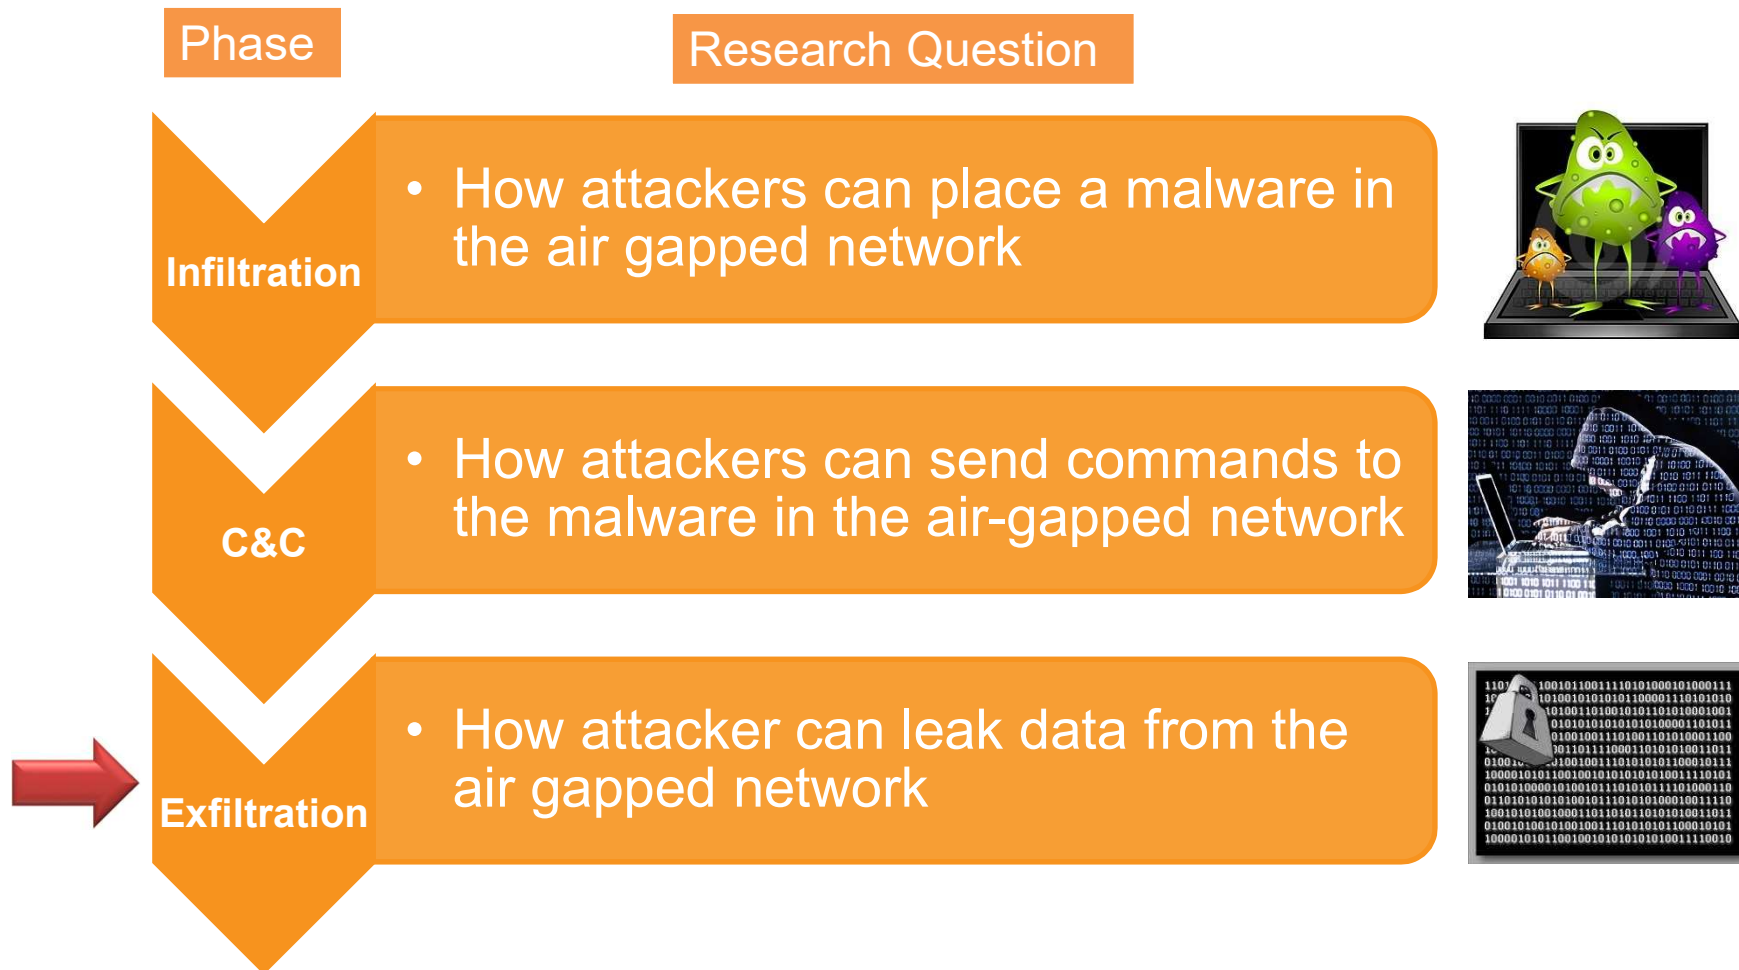 Phase
Research Question
Infiltration
• How attackers can place a malware in
the air gapped network
C&C
• How attackers can send commands to
the malware in the air-gapped network
Exfiltration
• How attacker can leak data from the
air gapped network